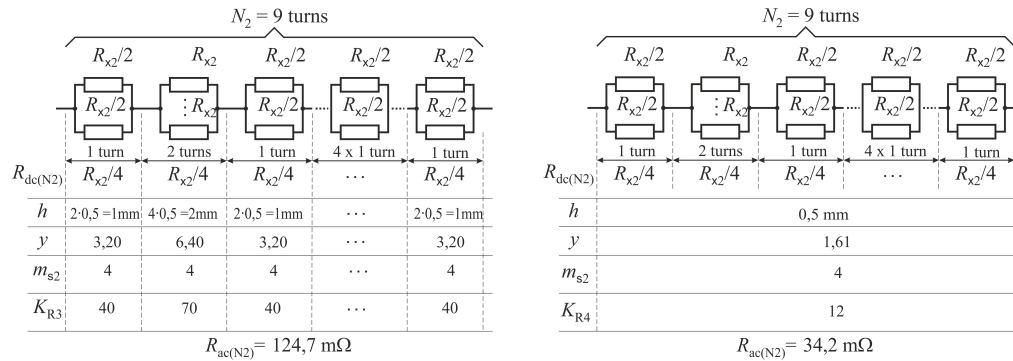 N2 = 9 turns
Rx2/2 Rx2 Rx2/2 Rx2/2 Rx2/2
Rx2/2 ⋮Rx2 Rx2/2 Rx2/2 Rx2/2
1 turn 2 turns 1 turn 4 x 1 turn 1 turn
Rdc(N2) Rx2/4 Rx2/4 Rx2/4 ··· Rx2/4
h 2·0,5 =1mm 4·0,5=2mm 2·0,5=1mm ··· 2·0,5=1mm
y 3,20 6,40 3,20 ··· 3,20
ms2 4 4 4 ··· 4
KR3 40 70 40 ··· 40
Rac(N2)= 124,7 mΩ
N2 = 9 turns
Rx2/2 Rx2 Rx2/2 Rx2/2 Rx2/2
Rx2/2 ⋮Rx2 Rx2/2 Rx2/2 Rx2/2
1 turn 2 turns 1 turn 4 x 1 turn 1 turn
Rdc(N2) Rx2/4 Rx2/4 Rx2/4 ... Rx2/4
h 0,5 mm
y 1,61
ms2 4
KR4 12
Rac(N2)= 34,2 mΩ